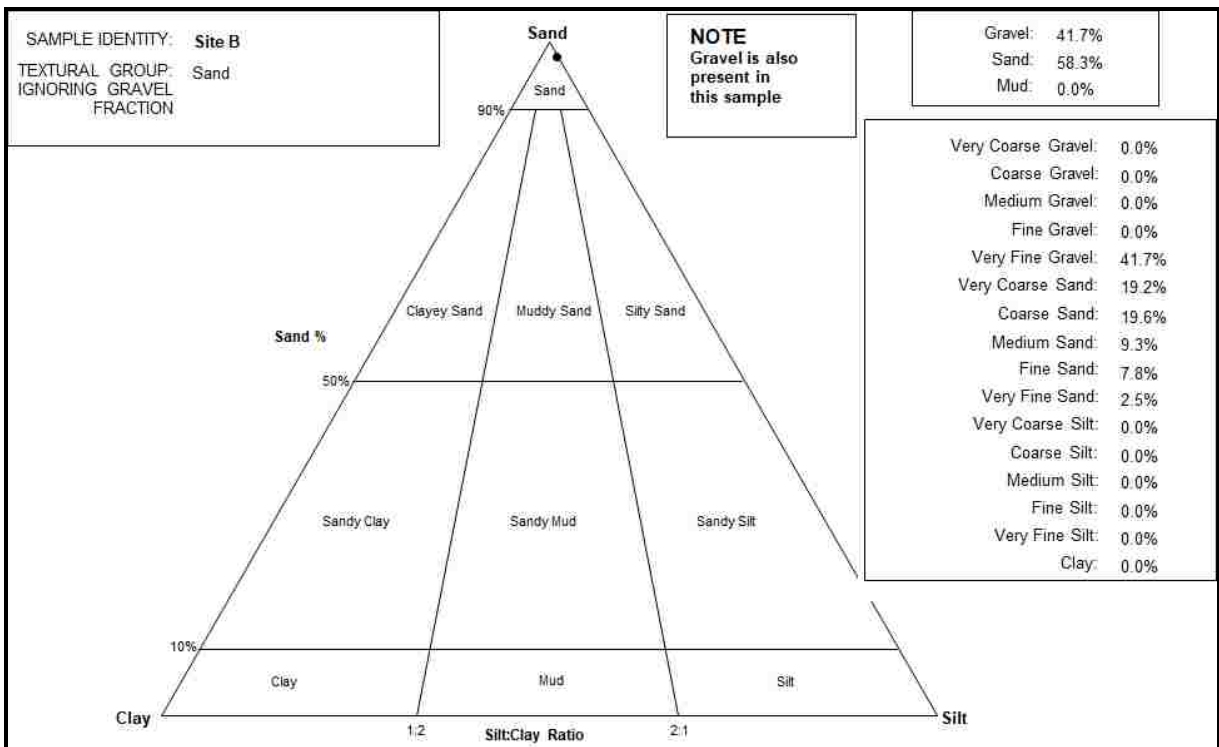 SAMPLE IDENTITY: Site B
TEXTURAL GROUP: Sand
IGNORING GRAVEL
FRACTION
Sand
NOTE
Gravel is also
present in
this sample
Gravel: 41.7%
Sand: 58.3%
Mud: 0.0%
Sand
90%
Very Coarse Gravel: 0.0%
Coarse Gravel: 0.0%
Medium Gravel: 0.0%
Fine Gravel: 0.0%
Very Fine Gravel: 41.7%
Very Coarse Sand: 19.2%
Coarse Sand: 19.6%
Medium Sand: 9.3%
Fine Sand: 7.8%
Very Fine Sand: 2.5%
Very Coarse Silt: 0.0%
Coarse Silt: 0.0%
Medium Silt: 0.0%
Fine Silt: 0.0%
Very Fine Silt: 0.0%
Clay: 0.0%
Clayey Sand Muddy Sand Silty Sand
Sand %
50%
Sandy Clay Sandy Mud Sandy Silt
10%
Clay Mud Silt
Clay Silt
1:2 Silt:Clay Ratio 2:1